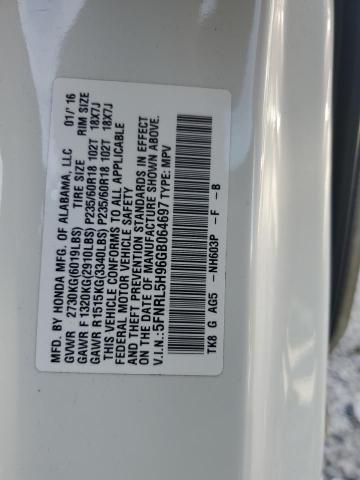 MFD. BY HONDA MFG. OF ALABAMA, LLC 01/'16
GVWR 2730KG(6019LBS) TIRE SIZE RIM SIZE
GAWR F 1320KG(2910LBS) P235/60R18 102T 18X7J
GAWR R 1515KG(3340LBS) P235/60R18 102T 18X7J
THIS VEHICLE CONFORMS TO ALL APPLICABLE
FEDERAL MOTOR VEHICLE SAFETY
AND THEFT PREVENTION STANDARDS IN EFFECT
ON THE DATE OF MANUFACTURE SHOWN ABOVE.
V.I.N.: 5FNRL5H96GB064697 TYPE: MPV
TK8 G AG5 -NH603P -F -B